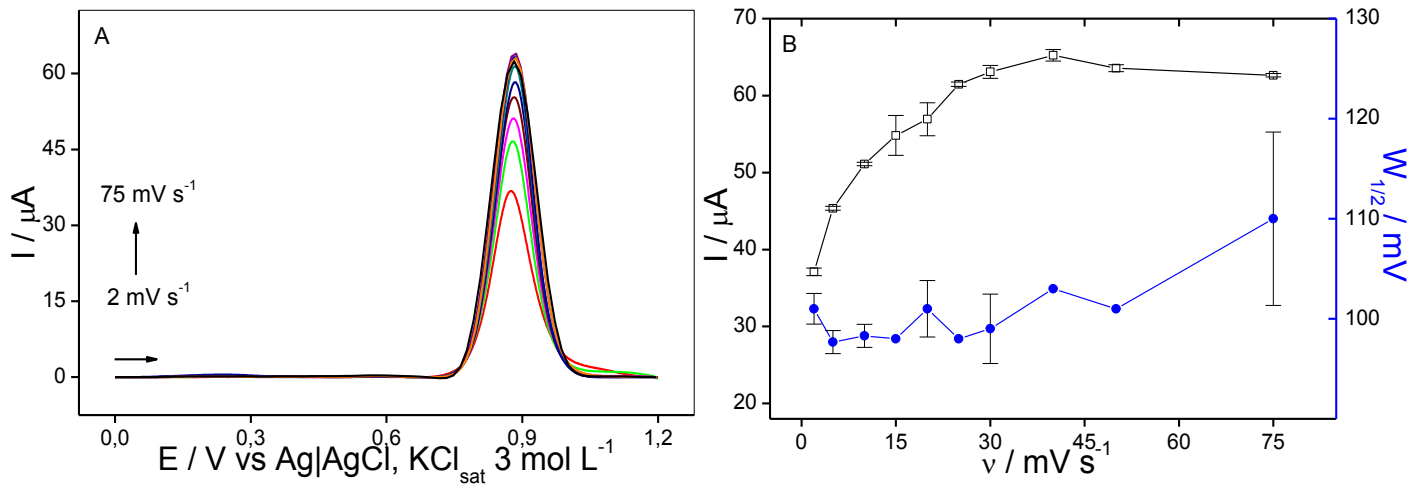 A
60
45
30
15
0
I / μA
75 mV s⁻¹
2 mV s⁻¹
0,0 0,3 0,6 0,9 1,2
E / V vs Ag|AgCl, KCl_sat 3 mol L⁻¹
B
70
60
50
40
30
20
I / μA
130
120
110
100
W_1/2 / mV
0 15 30 45 60 75
ν / mV s⁻¹